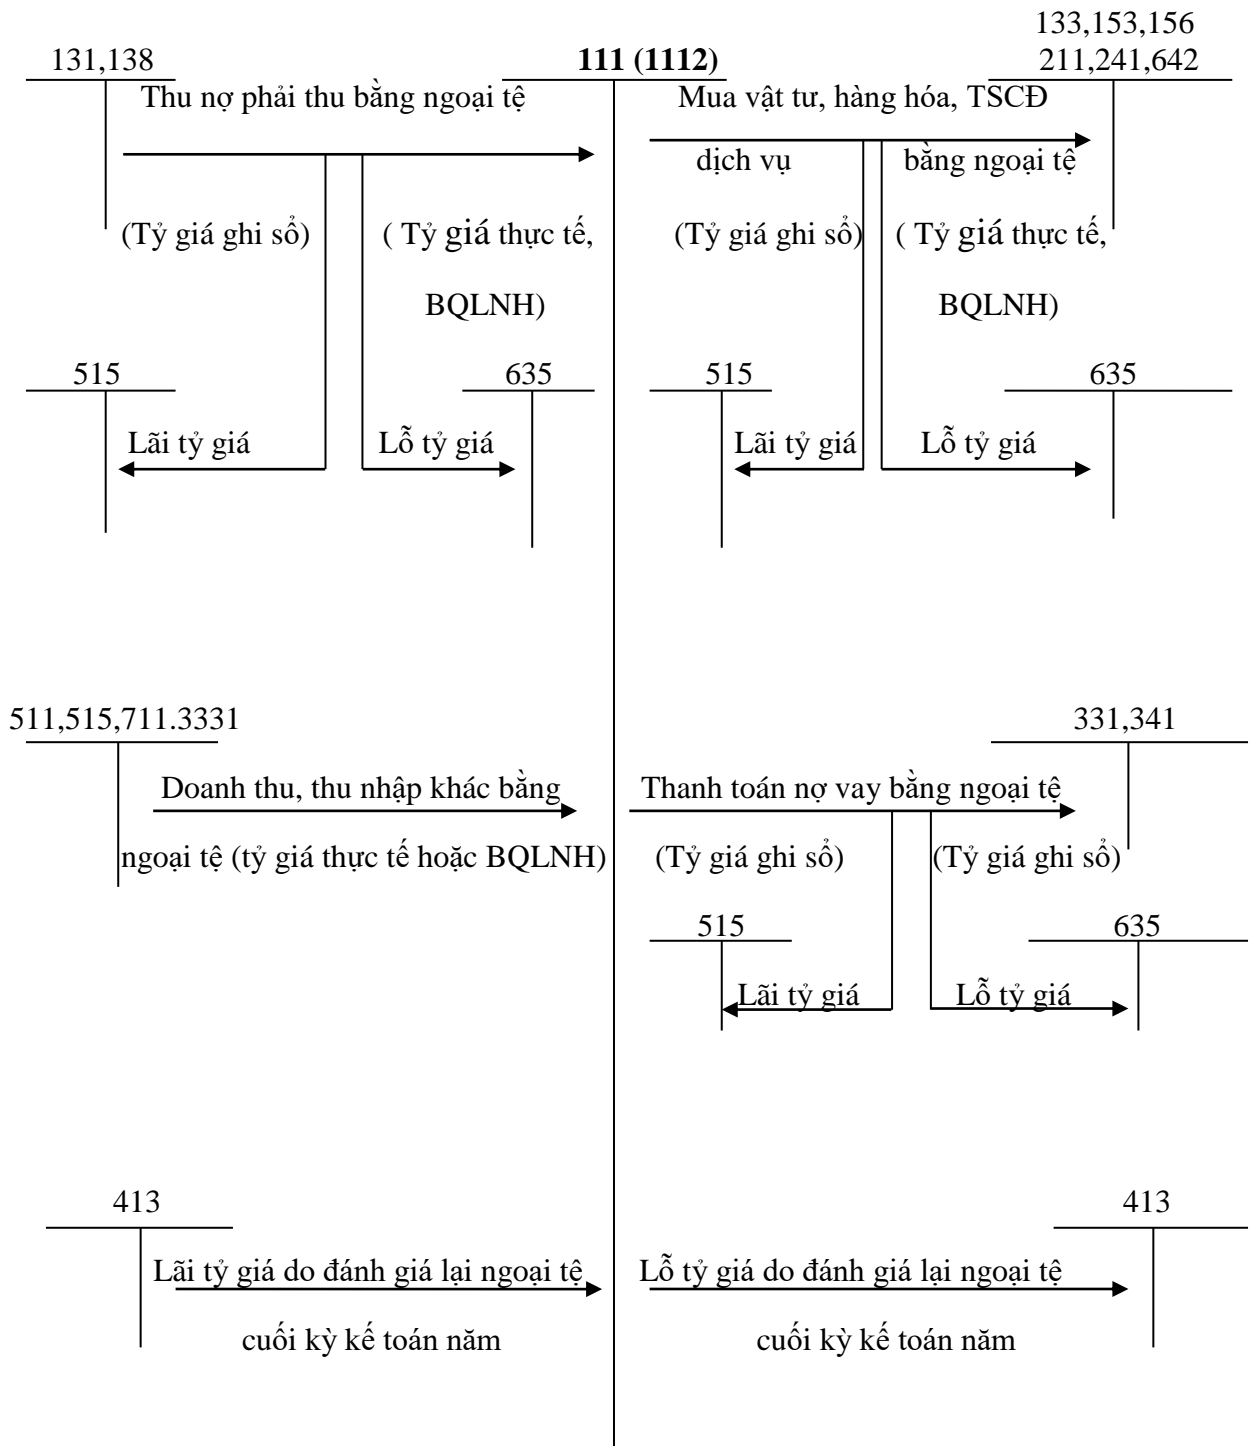 133,153,156
131,138 111 (1112) 211,241,642
Thu nợ phải thu bằng ngoại tệ Mua vật tư, hàng hóa, TSCĐ
dịch vụ bằng ngoại tệ
(Tỷ giá ghi sổ) ( Tỷ giá thực tế, (Tỷ giá ghi sổ) ( Tỷ giá thực tế,
BQLNH) BQLNH)
515 635 515 635
Lãi tỷ giá Lỗ tỷ giá Lãi tỷ giá Lỗ tỷ giá
511,515,711.3331 331,341
Doanh thu, thu nhập khác bằng Thanh toán nợ vay bằng ngoại tệ
ngoại tệ (tỷ giá thực tế hoặc BQLNH) (Tỷ giá ghi sổ) (Tỷ giá ghi sổ)
515 635
Lãi tỷ giá Lỗ tỷ giá
413 413
Lãi tỷ giá do đánh giá lại ngoại tệ Lỗ tỷ giá do đánh giá lại ngoại tệ
cuối kỳ kế toán năm cuối kỳ kế toán năm